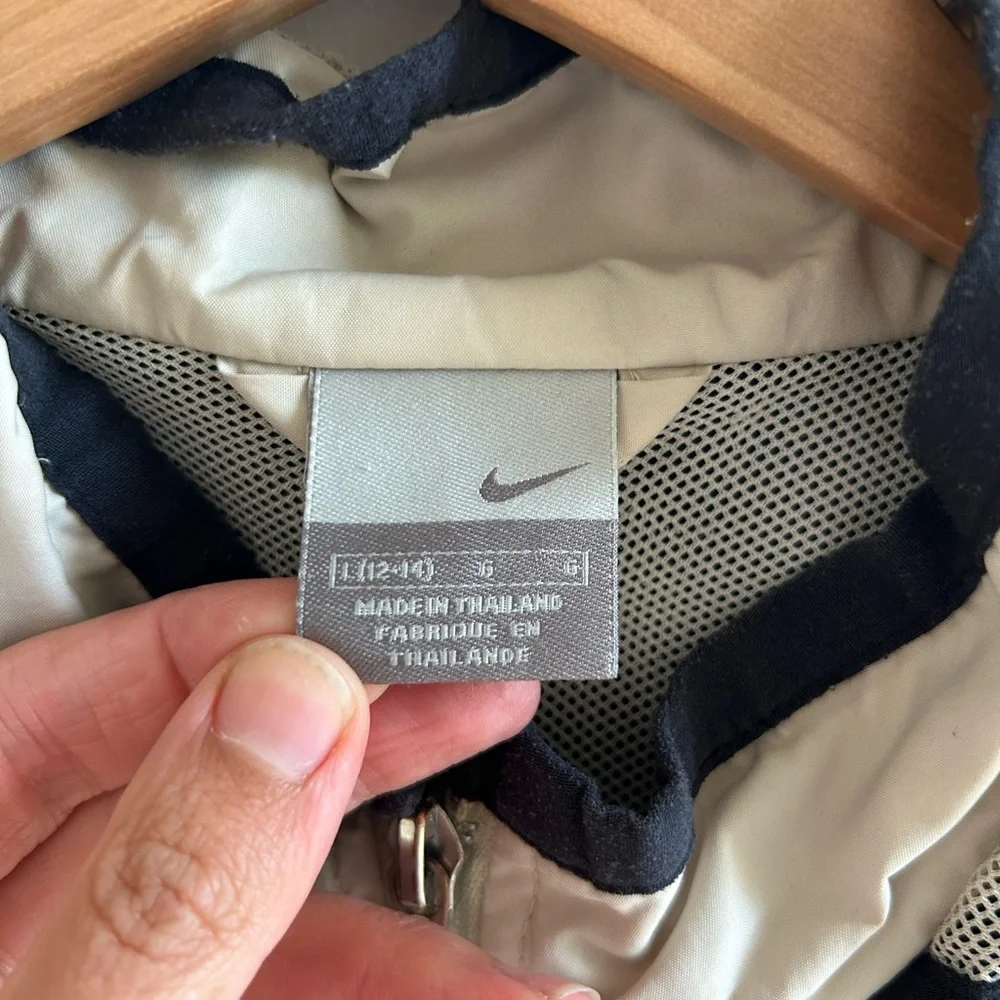 L (12-14) G G
MADE IN THAILAND
FABRIQUE EN
THAILANDE